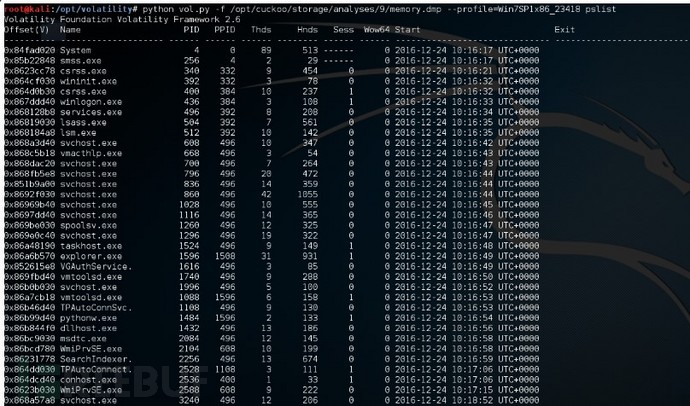 root@kali:/opt/volatility# python vol.py -f /opt/cuckoo/storage/analyses/9/memory.dmp --profile=Win7SP1x86_23418 pslist
Volatility Foundation Volatility Framework 2.6
Offset(V) Name PID PPID Thds Hnds Sess Wow64 Start Exit
0x84fad020 System 4 0 89 513 ------ 0 2016-12-24 10:16:17 UTC+0000
0x85b22848 smss.exe 256 4 2 29 ------ 0 2016-12-24 10:16:17 UTC+0000
0x8623cc78 csrss.exe 340 332 9 454 0 0 2016-12-24 10:16:21 UTC+0000
0x864cf030 wininit.exe 392 332 3 78 0 0 2016-12-24 10:16:32 UTC+0000
0x864d0b30 csrss.exe 400 384 10 237 1 0 2016-12-24 10:16:32 UTC+0000
0x867ddd40 winlogon.exe 436 384 3 108 1 0 2016-12-24 10:16:33 UTC+0000
0x868128b8 services.exe 496 392 8 208 0 0 2016-12-24 10:16:34 UTC+0000
0x86819030 lsass.exe 504 392 7 561 0 0 2016-12-24 10:16:35 UTC+0000
0x868184a8 lsm.exe 512 392 10 142 0 0 2016-12-24 10:16:35 UTC+0000
0x868a3d40 svchost.exe 608 496 10 347 0 0 2016-12-24 10:16:42 UTC+0000
0x868c5b18 vmacthlp.exe 668 496 3 54 0 0 2016-12-24 10:16:43 UTC+0000
0x868dac20 svchost.exe 700 496 7 264 0 0 2016-12-24 10:16:43 UTC+0000
0x868fb5e8 svchost.exe 796 496 20 472 0 0 2016-12-24 10:16:44 UTC+0000
0x851b9a00 svchost.exe 836 496 14 359 0 0 2016-12-24 10:16:44 UTC+0000
0x8692f030 svchost.exe 860 496 42 1055 0 0 2016-12-24 10:16:44 UTC+0000
0x86969b40 svchost.exe 1028 496 10 555 0 0 2016-12-24 10:16:45 UTC+0000
0x8697dd40 svchost.exe 1116 496 14 365 0 0 2016-12-24 10:16:46 UTC+0000
0x869be030 spoolsv.exe 1260 496 12 325 0 0 2016-12-24 10:16:47 UTC+0000
0x869e0c40 svchost.exe 1296 496 19 322 0 0 2016-12-24 10:16:47 UTC+0000
0x86a48190 taskhost.exe 1524 496 9 149 1 0 2016-12-24 10:16:48 UTC+0000
0x86a6b570 explorer.exe 1596 1508 31 931 1 0 2016-12-24 10:16:49 UTC+0000
0x852615e8 VGAuthService. 1616 496 3 85 0 0 2016-12-24 10:16:49 UTC+0000
0x869fbd40 vmtoolsd.exe 1740 496 9 288 0 0 2016-12-24 10:16:51 UTC+0000
0x86b0b030 svchost.exe 1996 496 5 100 0 0 2016-12-24 10:16:52 UTC+0000
0x86a7cb18 vmtoolsd.exe 1088 1596 6 158 1 0 2016-12-24 10:16:53 UTC+0000
0x86b46d40 TPAutoConnSvc. 1108 496 9 130 0 0 2016-12-24 10:16:53 UTC+0000
0x86b99d40 pythonw.exe 1484 1596 2 133 1 0 2016-12-24 10:16:54 UTC+0000
0x86b844f0 dllhost.exe 1432 496 13 186 0 0 2016-12-24 10:16:56 UTC+0000
0x86bc9030 msdtc.exe 2084 496 12 145 0 0 2016-12-24 10:16:58 UTC+0000
WmiPrvSE.exe 2104 608 10 199 0 0 2016-12-24 10:16:58 UTC+0000
0x86231778 SearchIndexer. 2256 496 13 674 0 0 2016-12-24 10:17:00 UTC+0000
TPAutoConnect. 2528 1108 3 111 1 0 2016-12-24 10:17:06 UTC+0000
0x864dcd40 conhost.exe 2536 400 1 33 1 0 2016-12-24 10:17:06 UTC+0000
0x8623b030 WmiPrvSE.exe 2588 608 9 222 0 0 2016-12-24 10:17:15 UTC+0000
0x868a57a8 svchost.exe 3240 496 12 206 0 0 2016-12-24 10:18:52 UTC+0000